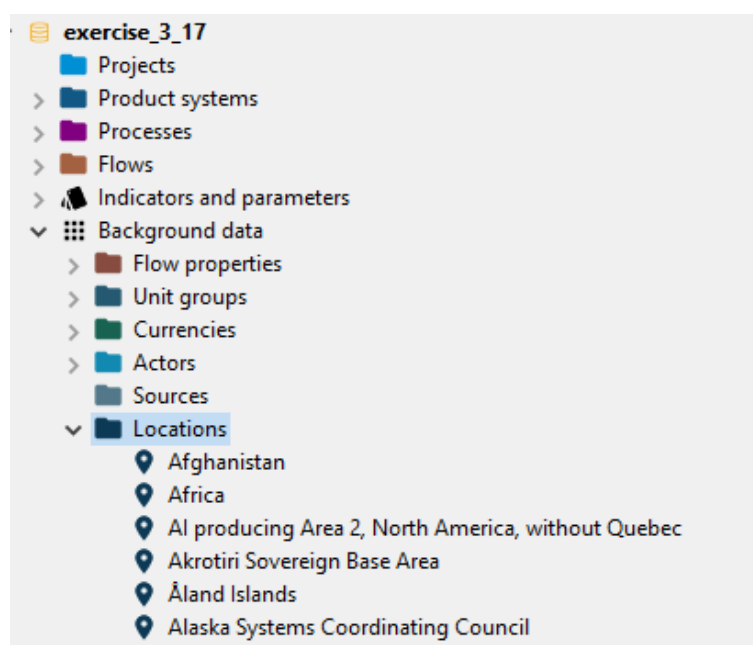 exercise_3_17
Projects
Product systems
Processes
Flows
Indicators and parameters
Background data
Flow properties
Unit groups
Currencies
Actors
Sources
Locations
Afghanistan
Africa
Al producing Area 2, North America, without Quebec
Akrotiri Sovereign Base Area
Åland Islands
Alaska Systems Coordinating Council